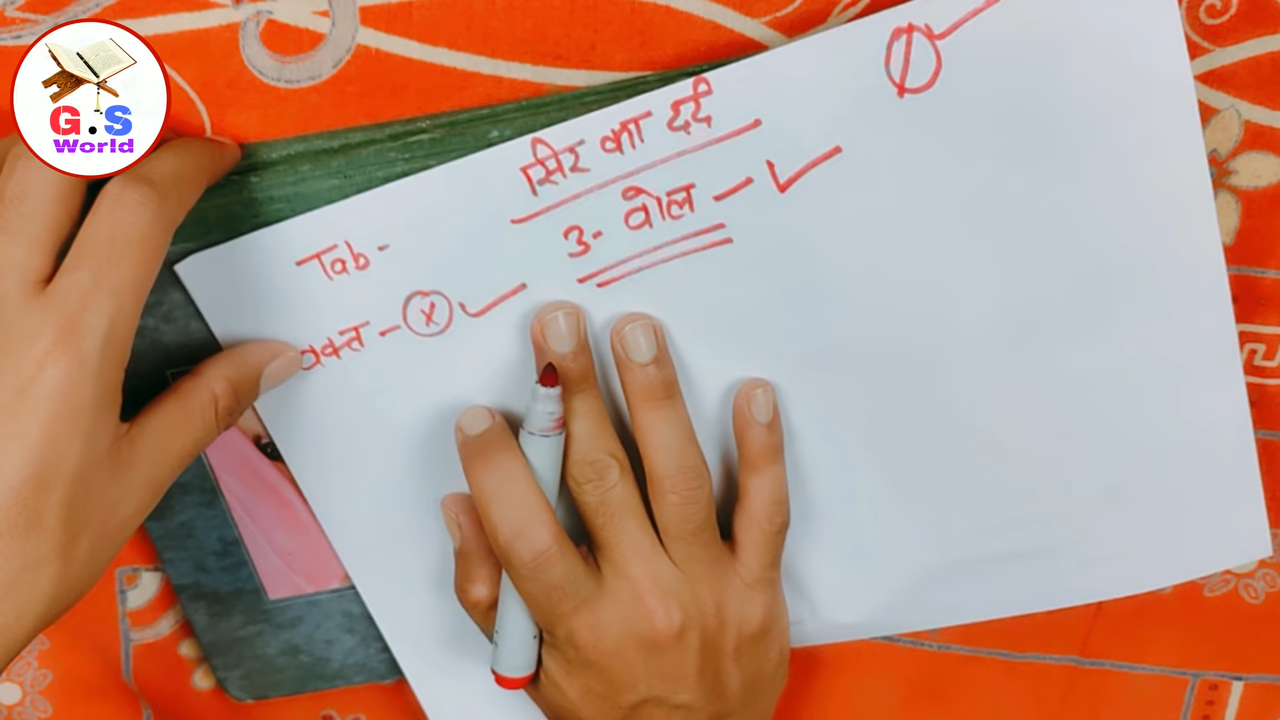 G.S
World
सिर का दर्द
3- वोल -
Tab-
वक्त - x